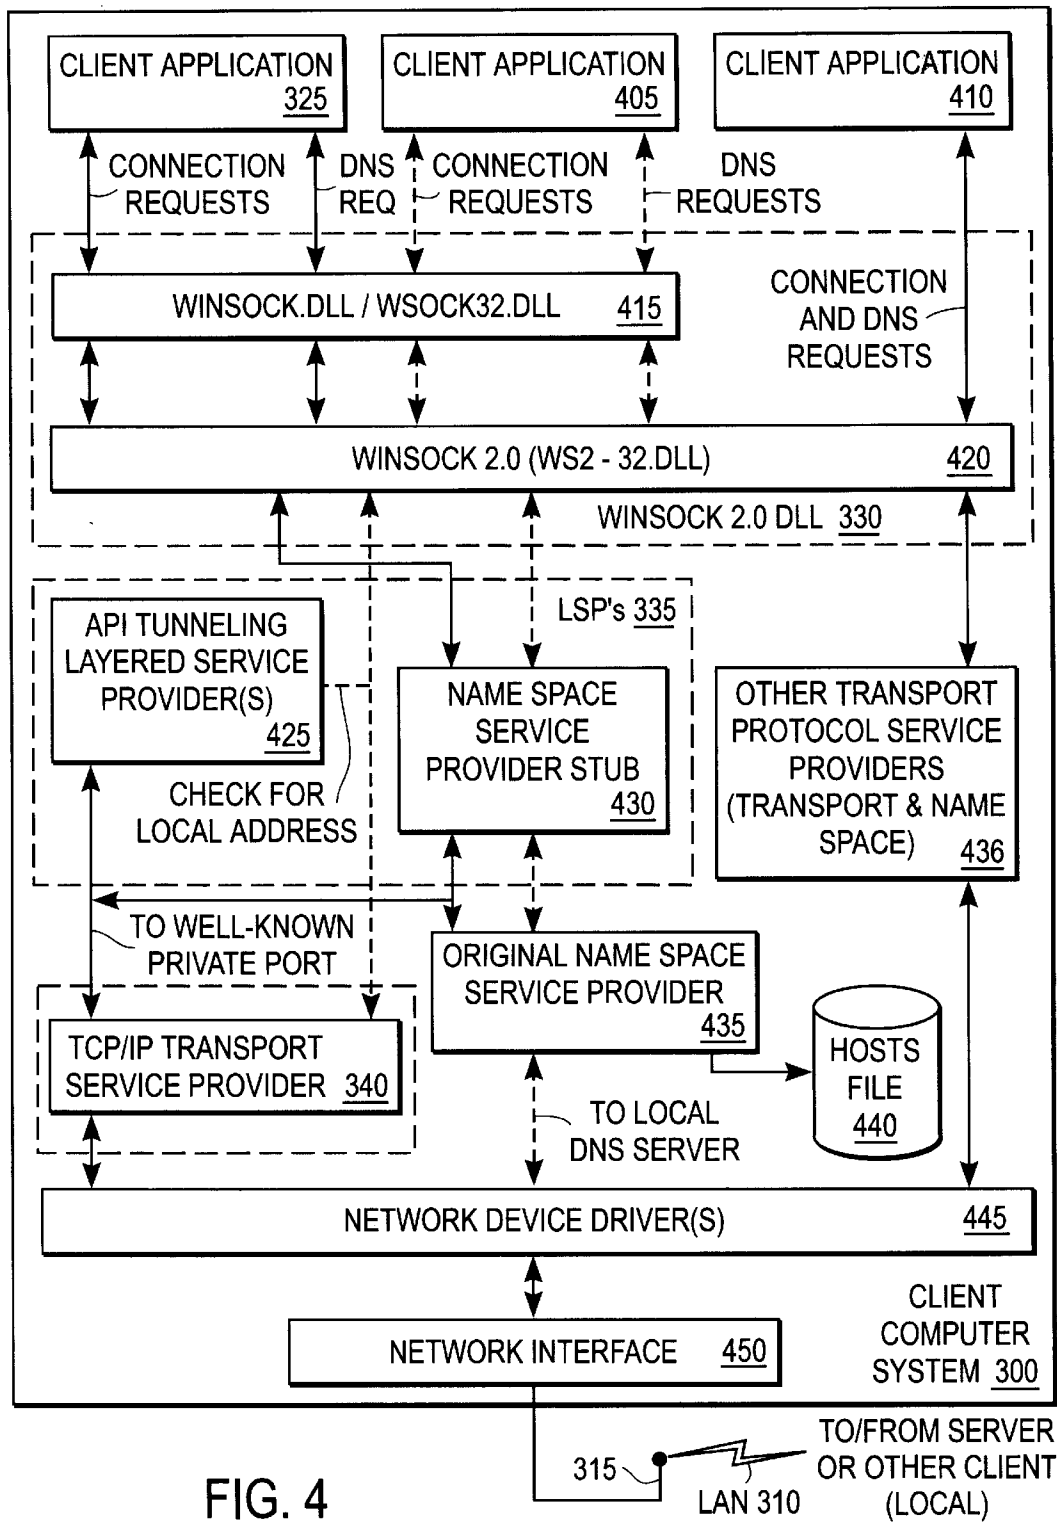 CLIENT APPLICATION
325
CLIENT APPLICATION
405
CLIENT APPLICATION
410
CONNECTION
REQUESTS
DNS
REQ
CONNECTION
REQUESTS
DNS
REQUESTS
WINSOCK.DLL / WSOCK32.DLL 415
CONNECTION
AND DNS
REQUESTS
WINSOCK 2.0 (WS2 - 32.DLL) 420
WINSOCK 2.0 DLL 330
LSP's 335
API TUNNELING
LAYERED SERVICE
PROVIDER(S)
425
NAME SPACE
SERVICE
PROVIDER STUB
430
OTHER TRANSPORT
PROTOCOL SERVICE
PROVIDERS
(TRANSPORT & NAME
SPACE) 436
CHECK FOR
LOCAL ADDRESS
TO WELL-KNOWN
PRIVATE PORT
ORIGINAL NAME SPACE
SERVICE PROVIDER
435
HOSTS
FILE
440
TCP/IP TRANSPORT
SERVICE PROVIDER 340
TO LOCAL
DNS SERVER
NETWORK DEVICE DRIVER(S) 445
NETWORK INTERFACE 450
CLIENT
COMPUTER
SYSTEM 300
315
LAN 310
TO/FROM SERVER
OR OTHER CLIENT
(LOCAL)
FIG. 4